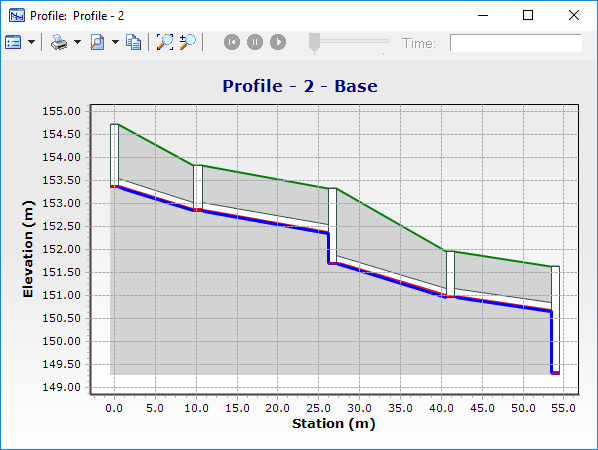 Profile: Profile - 2
Time:
Profile - 2 - Base
155.00
154.50
154.00
153.50
153.00
152.50
152.00
151.50
151.00
150.50
150.00
149.50
149.00
Elevation (m)
0.0 5.0 10.0 15.0 20.0 25.0 30.0 35.0 40.0 45.0 50.0 55.0
Station (m)